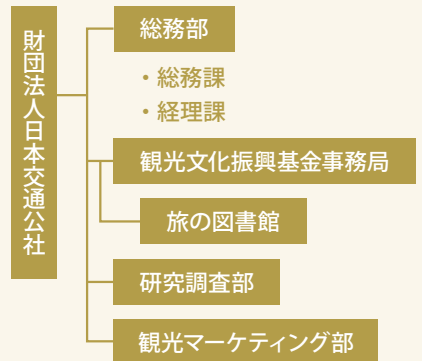 財団法人日本交通公社
総務部
・総務課
・経理課
観光文化振興基金事務局
旅の図書館
研究調査部
観光マーケティング部